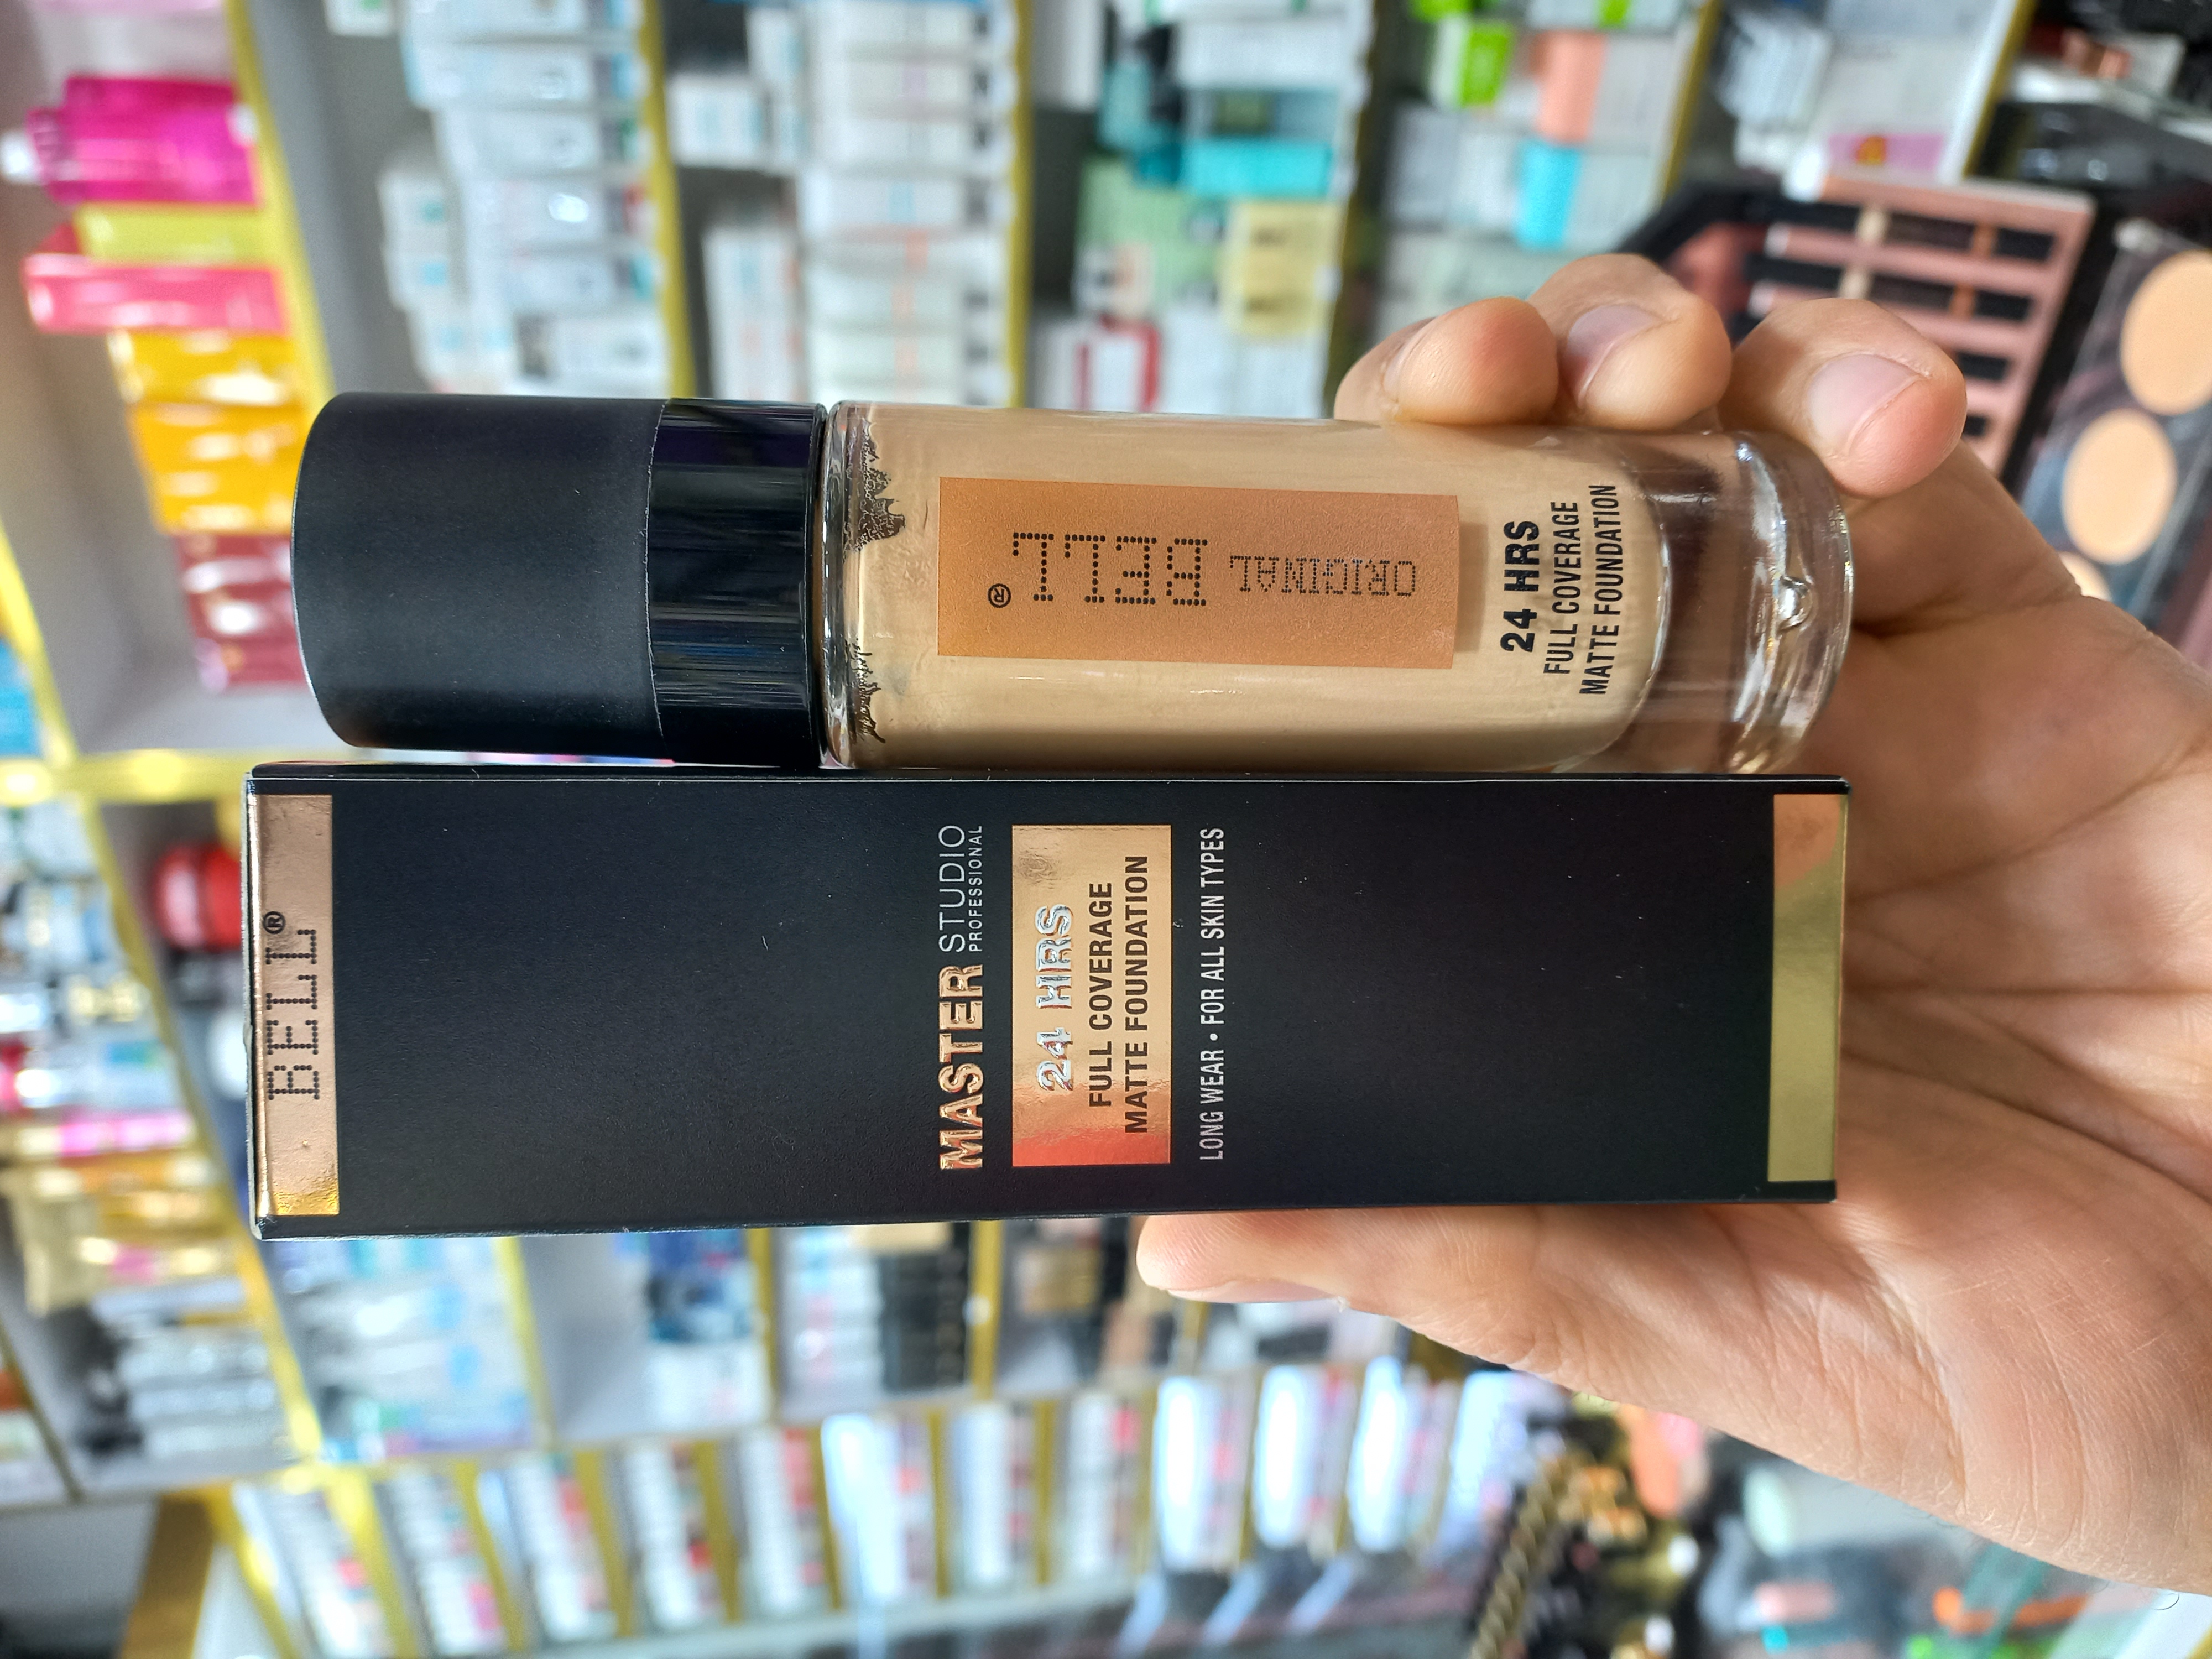 ORIGINAL
BELL®
24 HRS
FULL COVERAGE
MATTE FOUNDATION
BELL®
MASTER STUDIO
PROFESSIONAL
24 HRS
FULL COVERAGE
MATTE FOUNDATION
LONG WEAR • FOR ALL SKIN TYPES